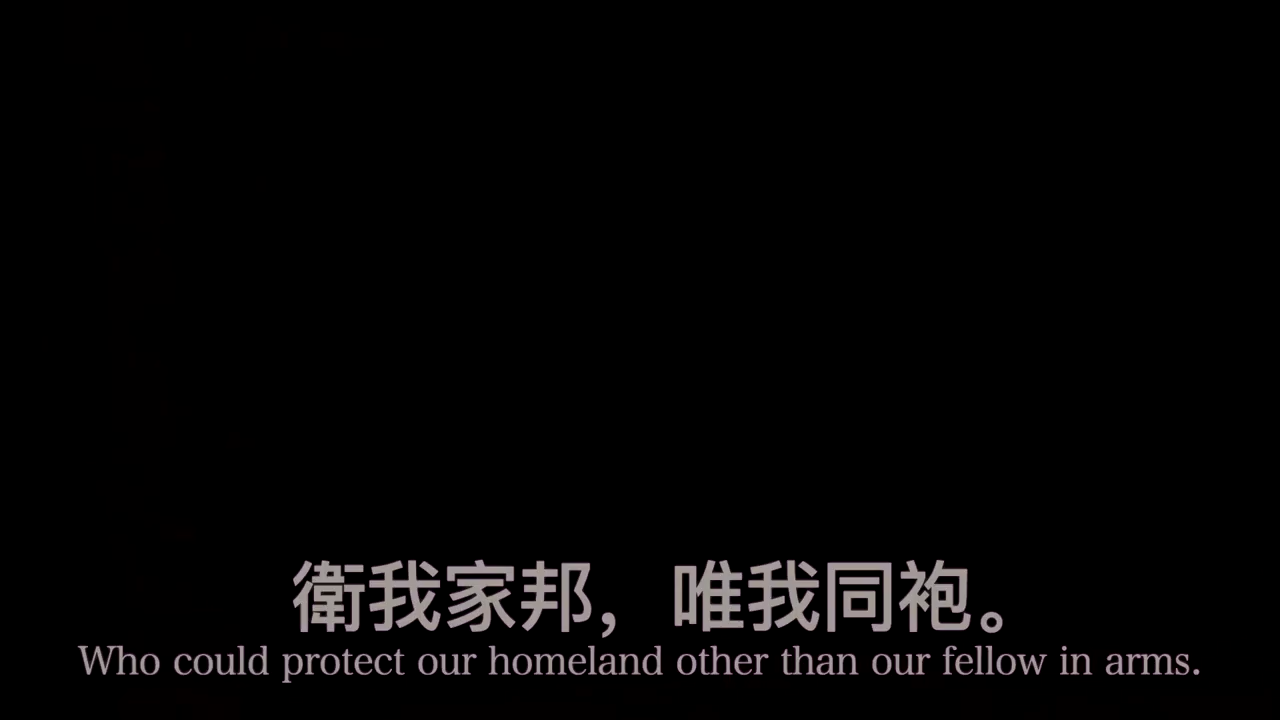 衛我家邦，唯我同袍。
Who could protect our homeland other than our fellow in arms.